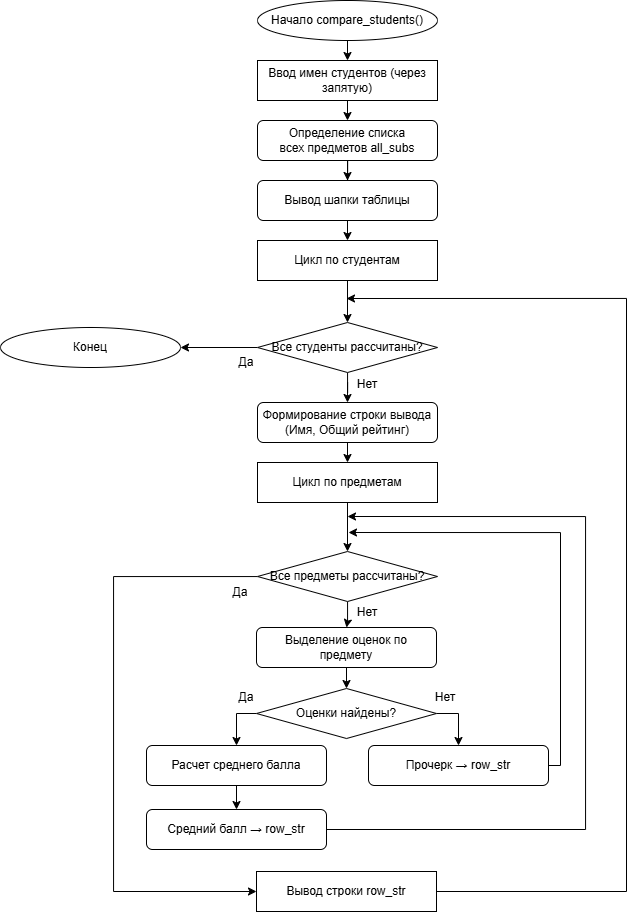 Начало compare_students()
Ввод имен студентов (через
запятую)
Определение списка
всех предметов all_subs
Вывод шапки таблицы
Цикл по студентам
Все студенты рассчитаны?
Конец
Да
Нет
Формирование строки вывода
(Имя, Общий рейтинг)
Цикл по предметам
Все предметы рассчитаны?
Да
Нет
Выделение оценок по
предмету
Да
Оценки найдены?
Нет
Расчет среднего балла
Прочерк → row_str
Средний балл → row_str
Вывод строки row_str